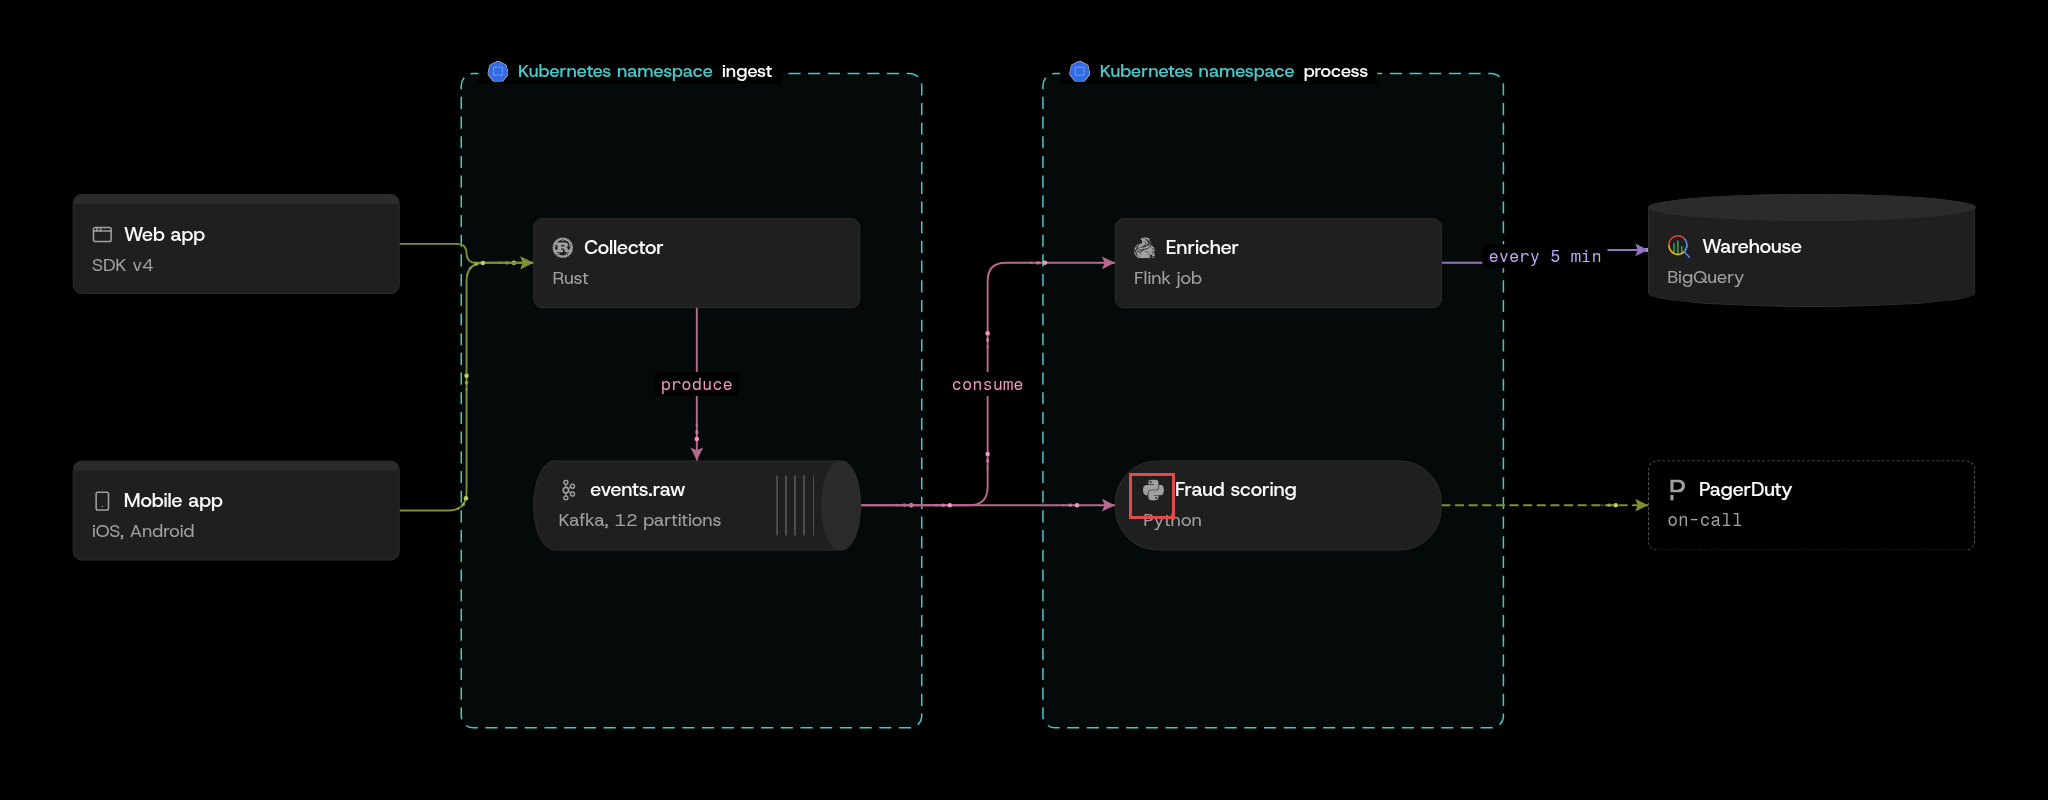 Kubernetes namespace ingest
Kubernetes namespace process
Web app
SDK v4
Collector
Rust
Enricher
Flink job
every 5 min
Warehouse
BigQuery
produce
consume
Mobile app
iOS, Android
events.raw
Kafka, 12 partitions
Fraud scoring
Python
PagerDuty
on-call